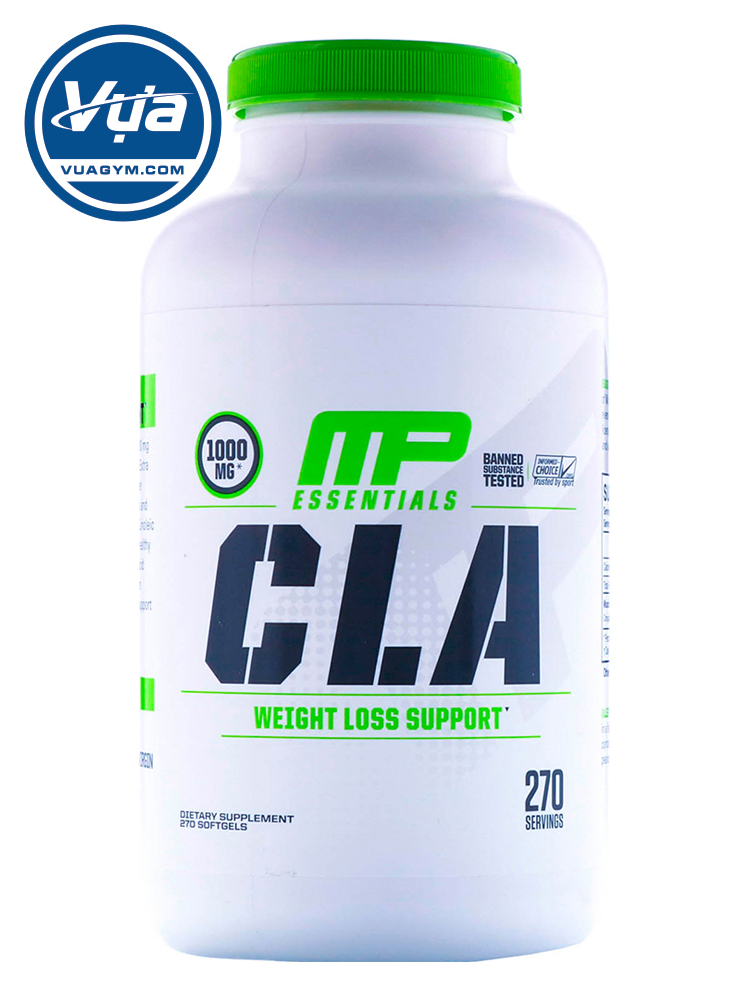 Vựa
VUAGYM.COM
1000
MG*
MP
ESSENTIALS
BANNED
SUBSTANCE
TESTED
INFORMED-
CHOICE
Trusted by sport
CLA
WEIGHT LOSS SUPPORT▼
270
SERVINGS
DIETARY SUPPLEMENT
270 SOFTGELS